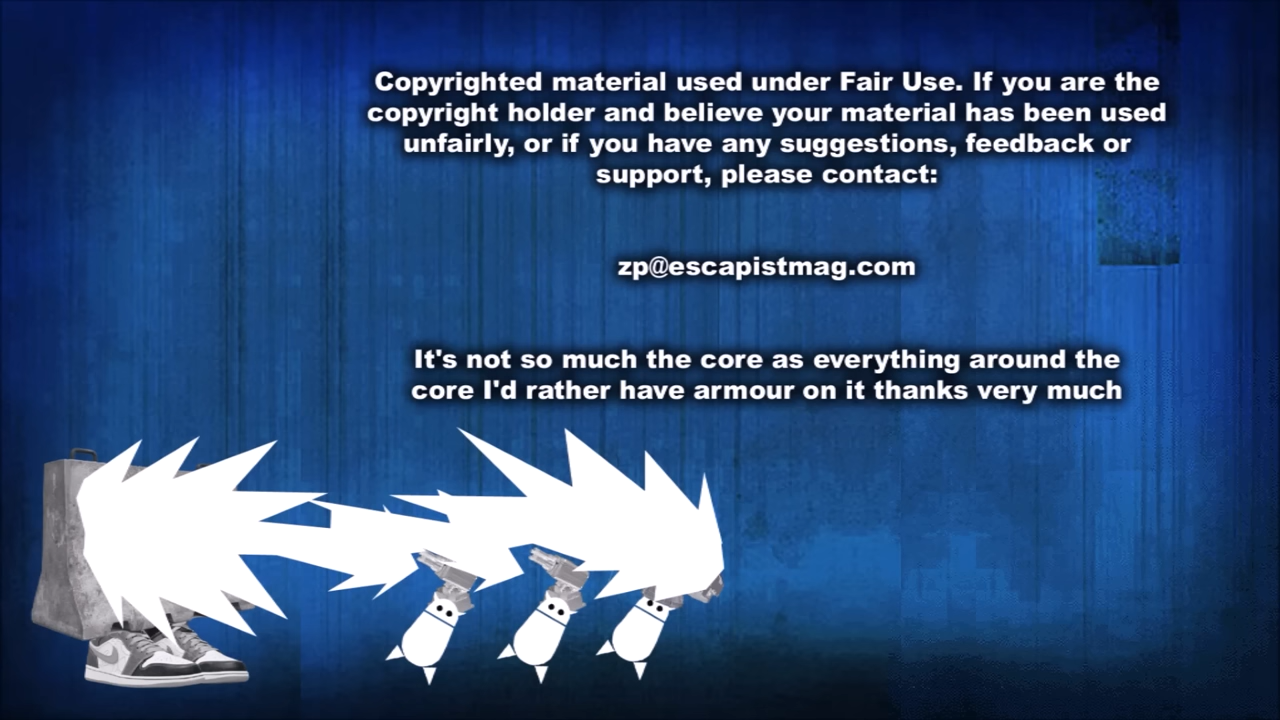 Copyrighted material used under Fair Use. If you are the
copyright holder and believe your material has been used
unfairly, or if you have any suggestions, feedback or
support, please contact:
zp@escapistmag.com
It's not so much the core as everything around the
core I'd rather have armour on it thanks very much